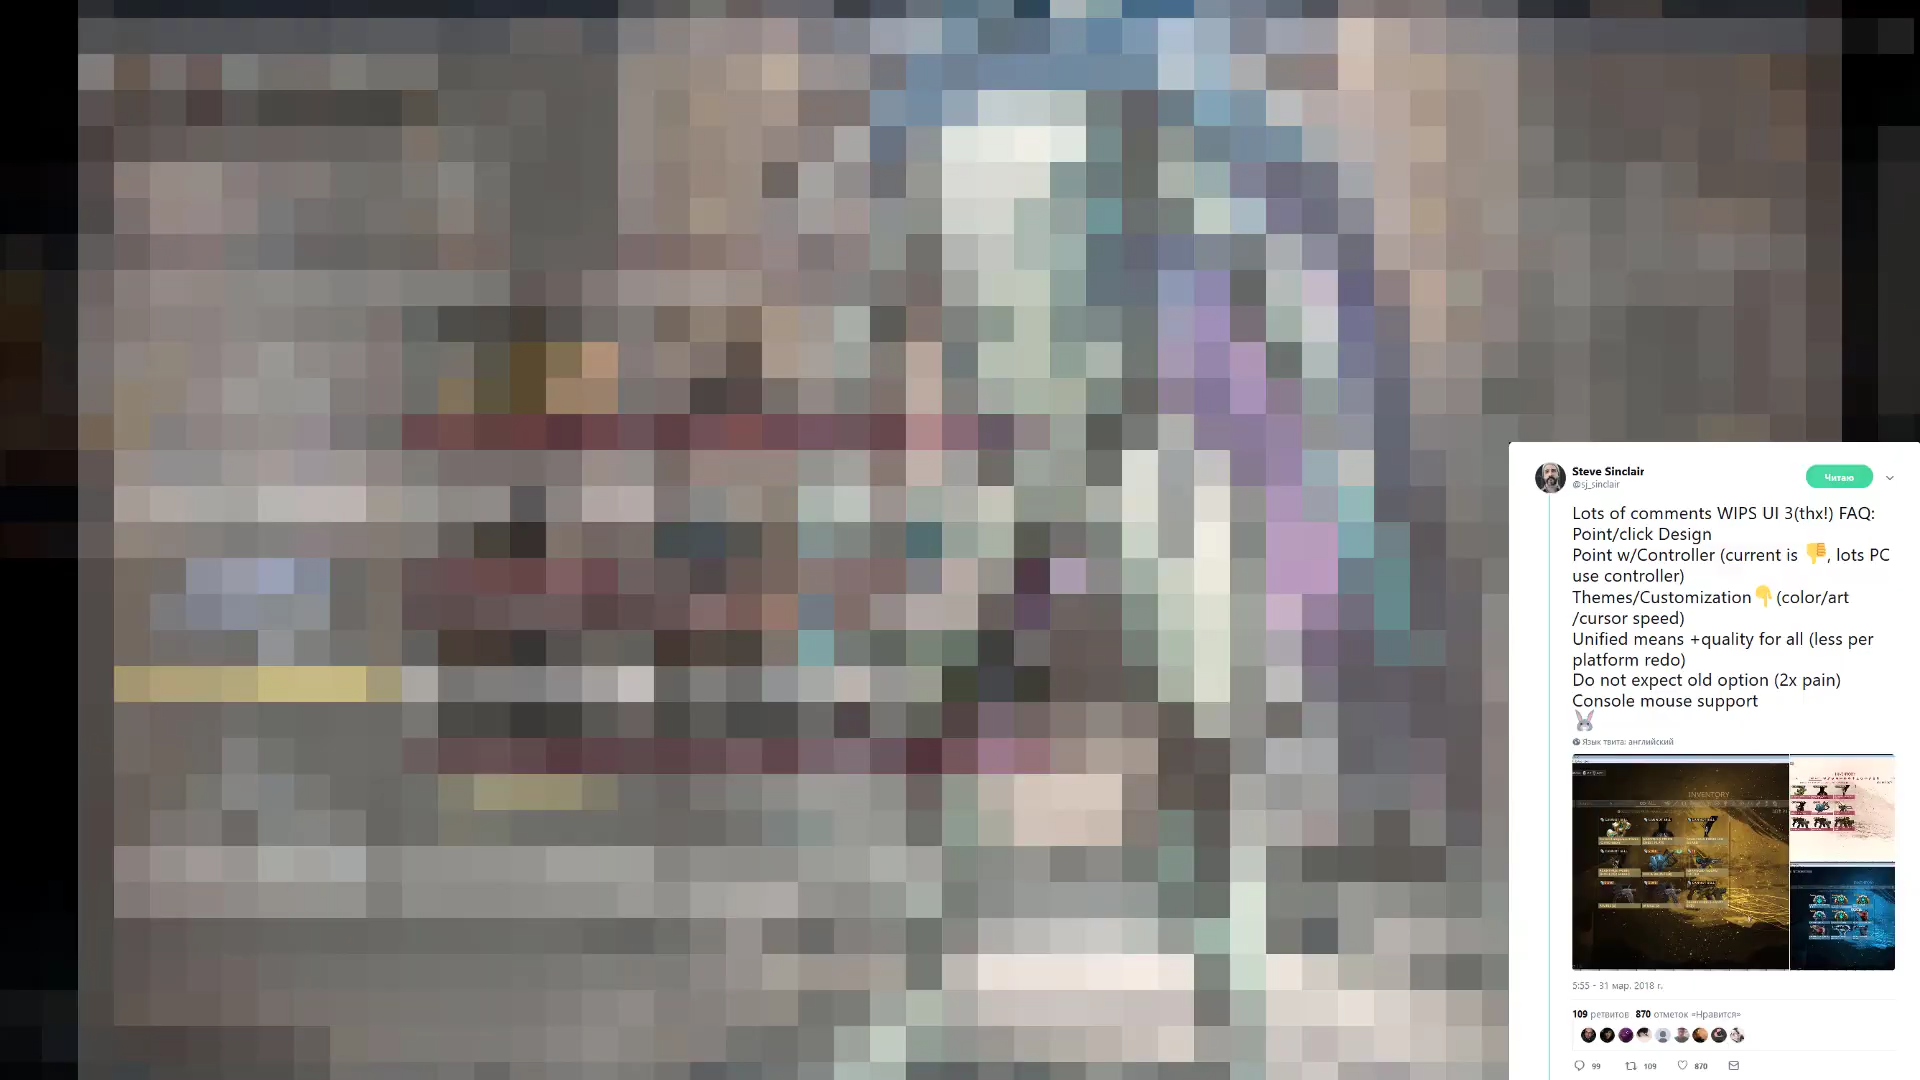 Steve Sinclair
@sj_sinclair
Читаю
Lots of comments WIPS UI 3(thx!) FAQ:
Point/click Design
Point w/Controller (current is 👎, lots PC
use controller)
Themes/Customization👇(color/art
/cursor speed)
Unified means +quality for all (less per
platform redo)
Do not expect old option (2x pain)
Console mouse support
🐰
Язык твита: английский
INVENTORY
5:55 - 31 мар. 2018 г.
109 ретвитов 870 отметок «Нравится»
99 109 870